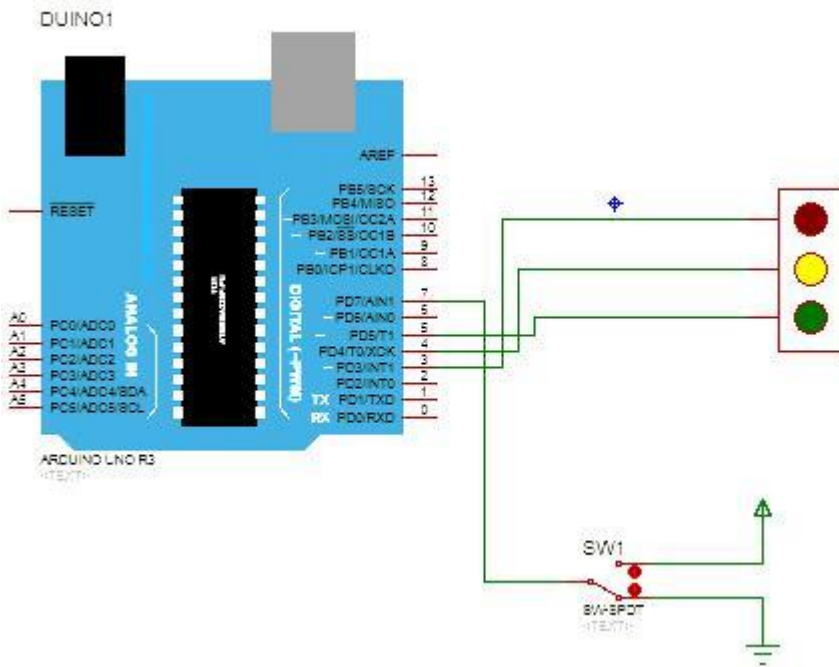 DUINO1
AREF
RESET
PB5/SCK 13
PB4/MISO 12
PB3/MOSI/OC2A 11
PB2/SS/OC1B 10
PB1/OC1A 9
PB0/ICP1/CLKO 8
PD7/AIN1 7
PD6/AIN0 6
PD5/T1 5
PD4/T0/XCK 4
PD3/INT1 3
PD2/INT0 2
TX PD1/TXD 1
RX PD0/RXD 0
DIGITAL (~PWM)
ANALOG IN
A0 PC0/ADC0
A1 PC1/ADC1
A2 PC2/ADC2
A3 PC3/ADC3
A4 PC4/ADC4/SDA
A5 PC5/ADC5/SCL
ARDUINO UNO R3
<TEXT>
SW1
SW-SPDT
<TEXT>